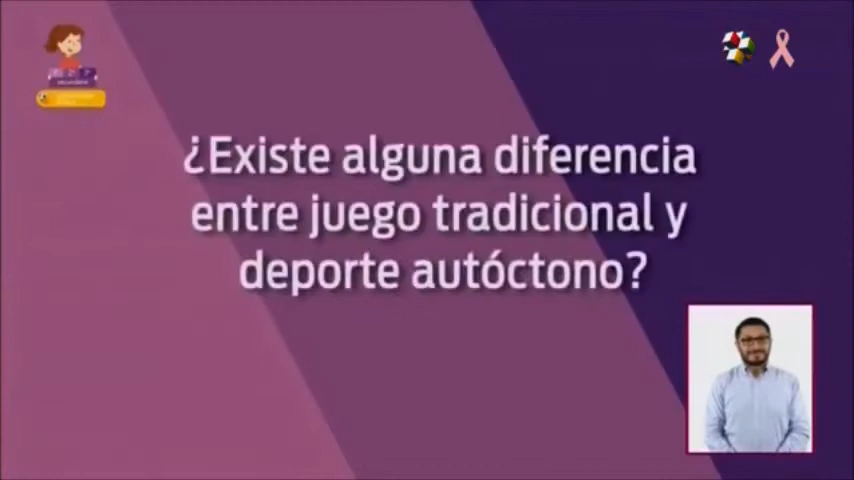 ¿Existe alguna diferencia
entre juego tradicional y
deporte autóctono?